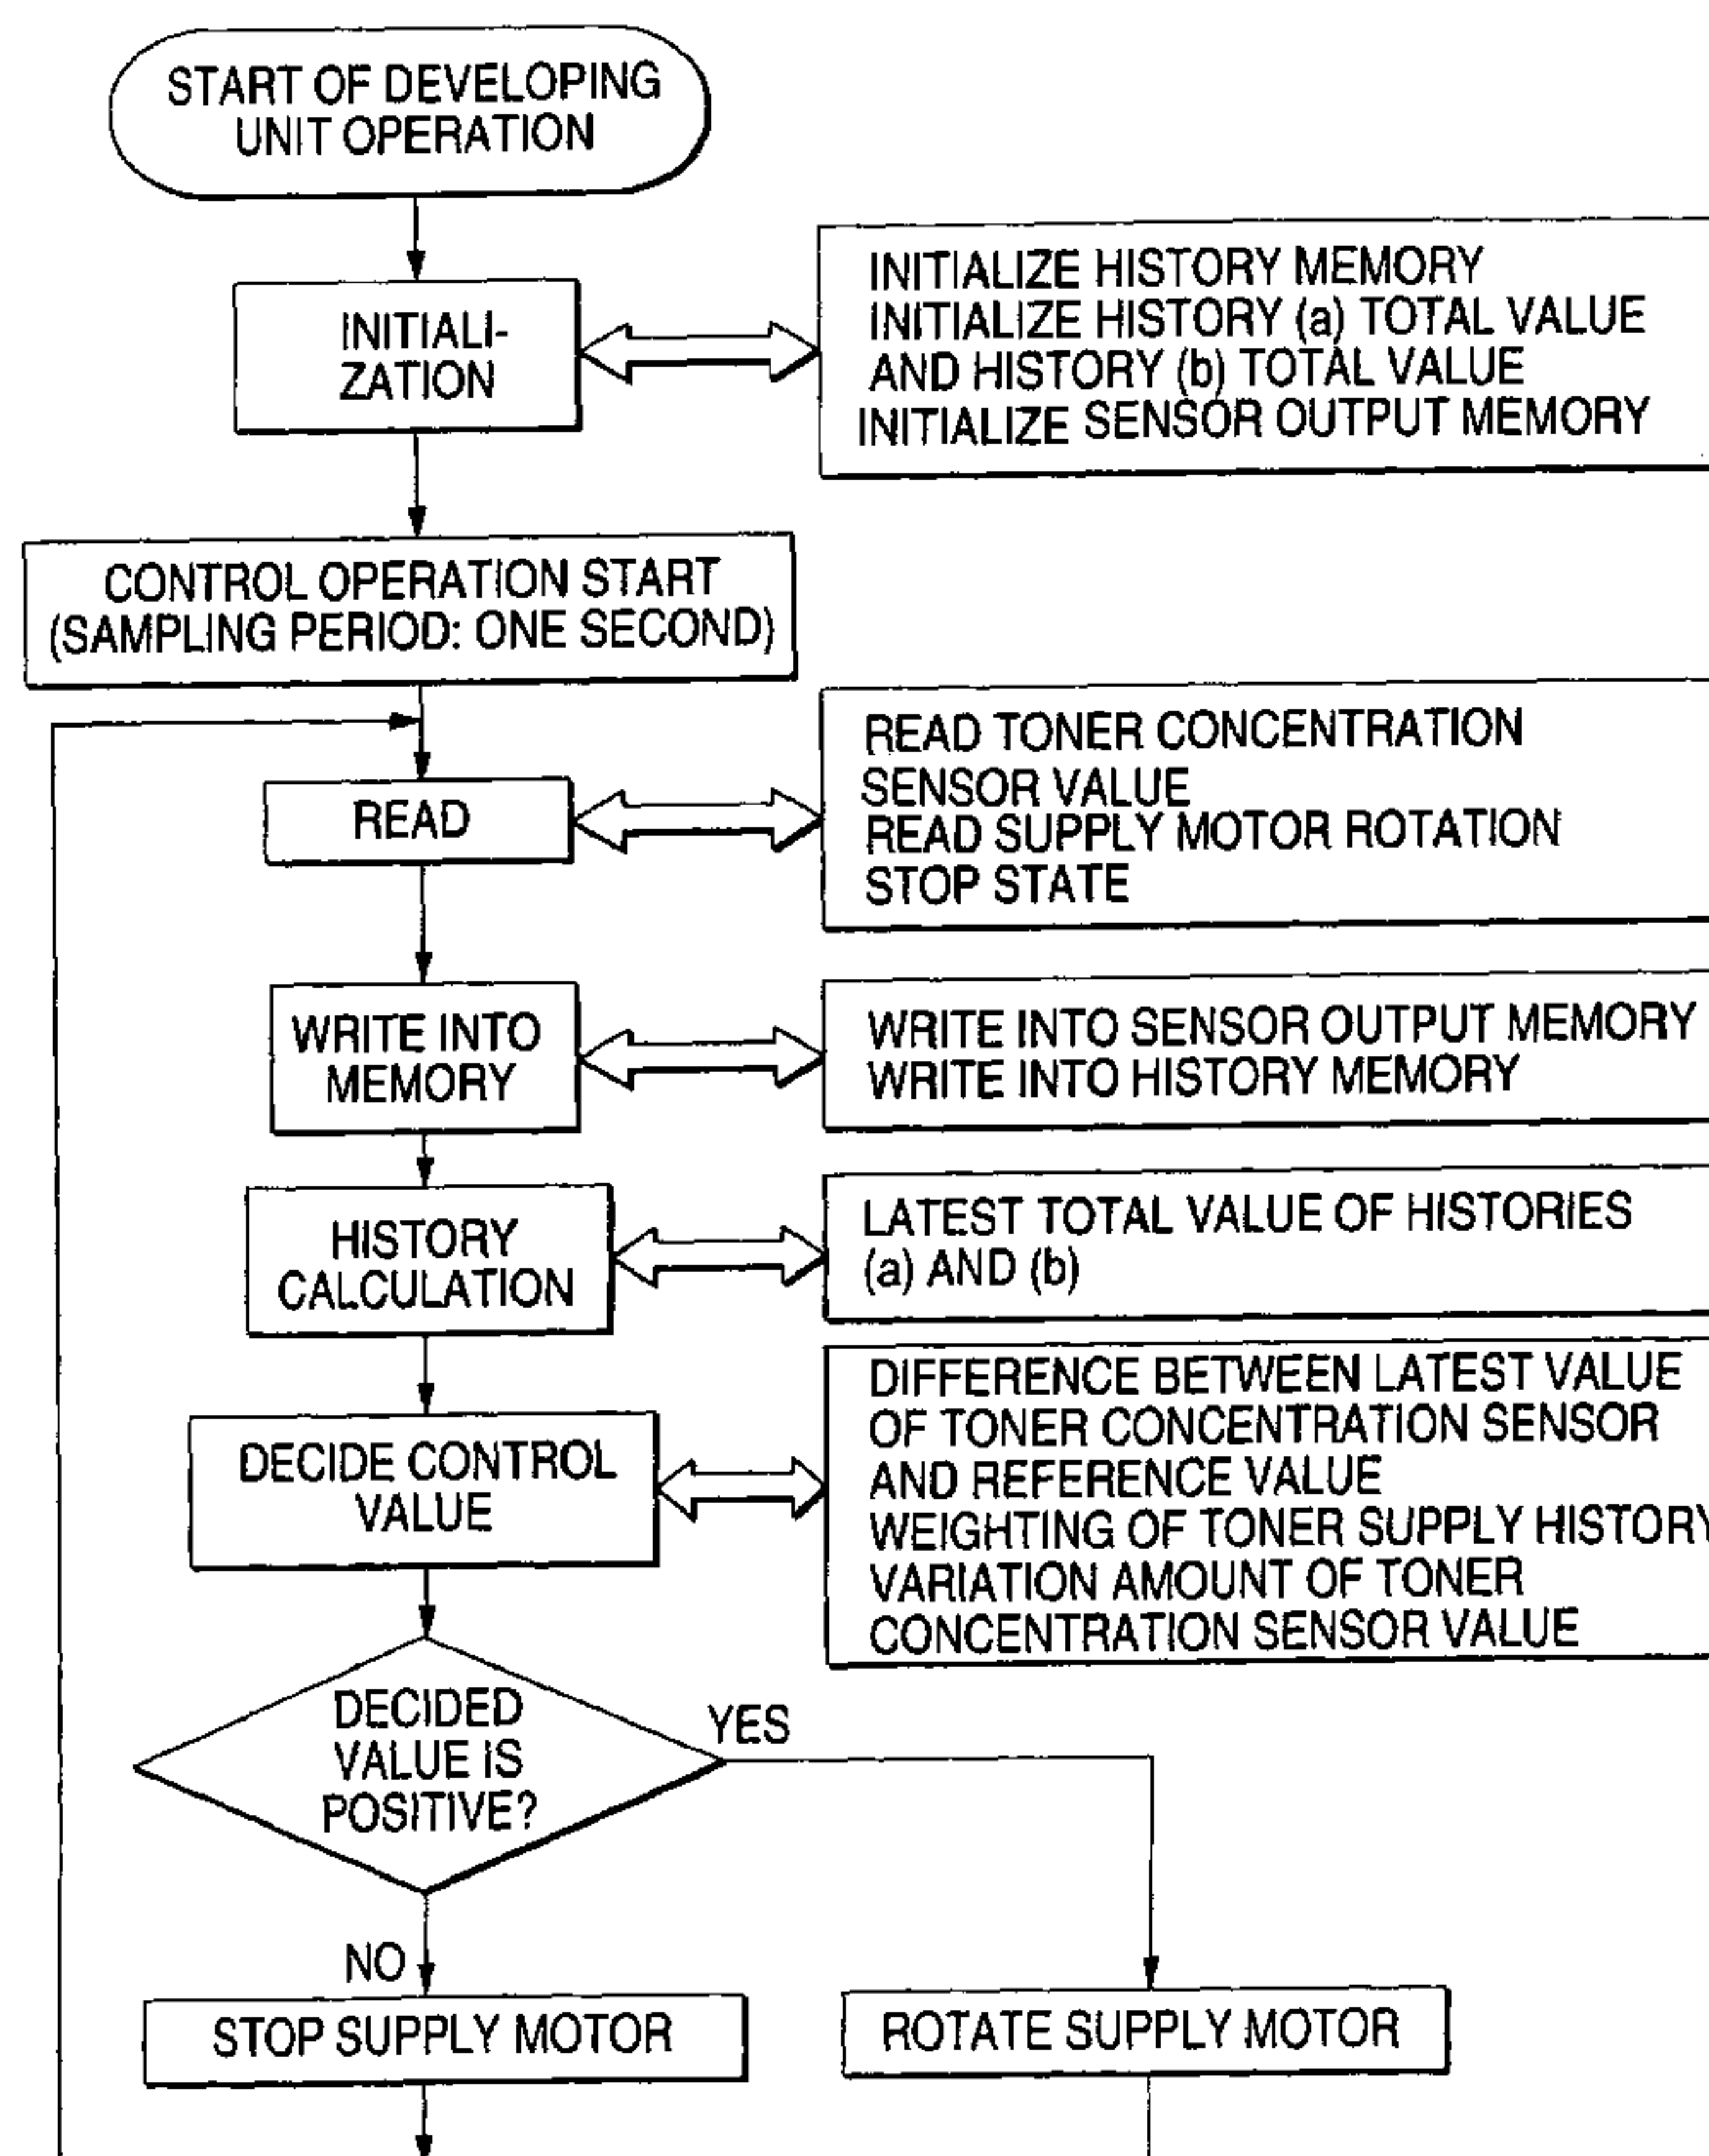 START OF DEVELOPING
UNIT OPERATION
INITIALI-
ZATION
INITIALIZE HISTORY MEMORY
INITIALIZE HISTORY (a) TOTAL VALUE
AND HISTORY (b) TOTAL VALUE
INITIALIZE SENSOR OUTPUT MEMORY
CONTROL OPERATION START
(SAMPLING PERIOD: ONE SECOND)
READ
READ TONER CONCENTRATION
SENSOR VALUE
READ SUPPLY MOTOR ROTATION
STOP STATE
WRITE INTO
MEMORY
WRITE INTO SENSOR OUTPUT MEMORY
WRITE INTO HISTORY MEMORY
HISTORY
CALCULATION
LATEST TOTAL VALUE OF HISTORIES
(a) AND (b)
DECIDE CONTROL
VALUE
DIFFERENCE BETWEEN LATEST VALUE
OF TONER CONCENTRATION SENSOR
AND REFERENCE VALUE
WEIGHTING OF TONER SUPPLY HISTORY
VARIATION AMOUNT OF TONER
CONCENTRATION SENSOR VALUE
DECIDED
VALUE IS
POSITIVE?
YES
NO
STOP SUPPLY MOTOR
ROTATE SUPPLY MOTOR